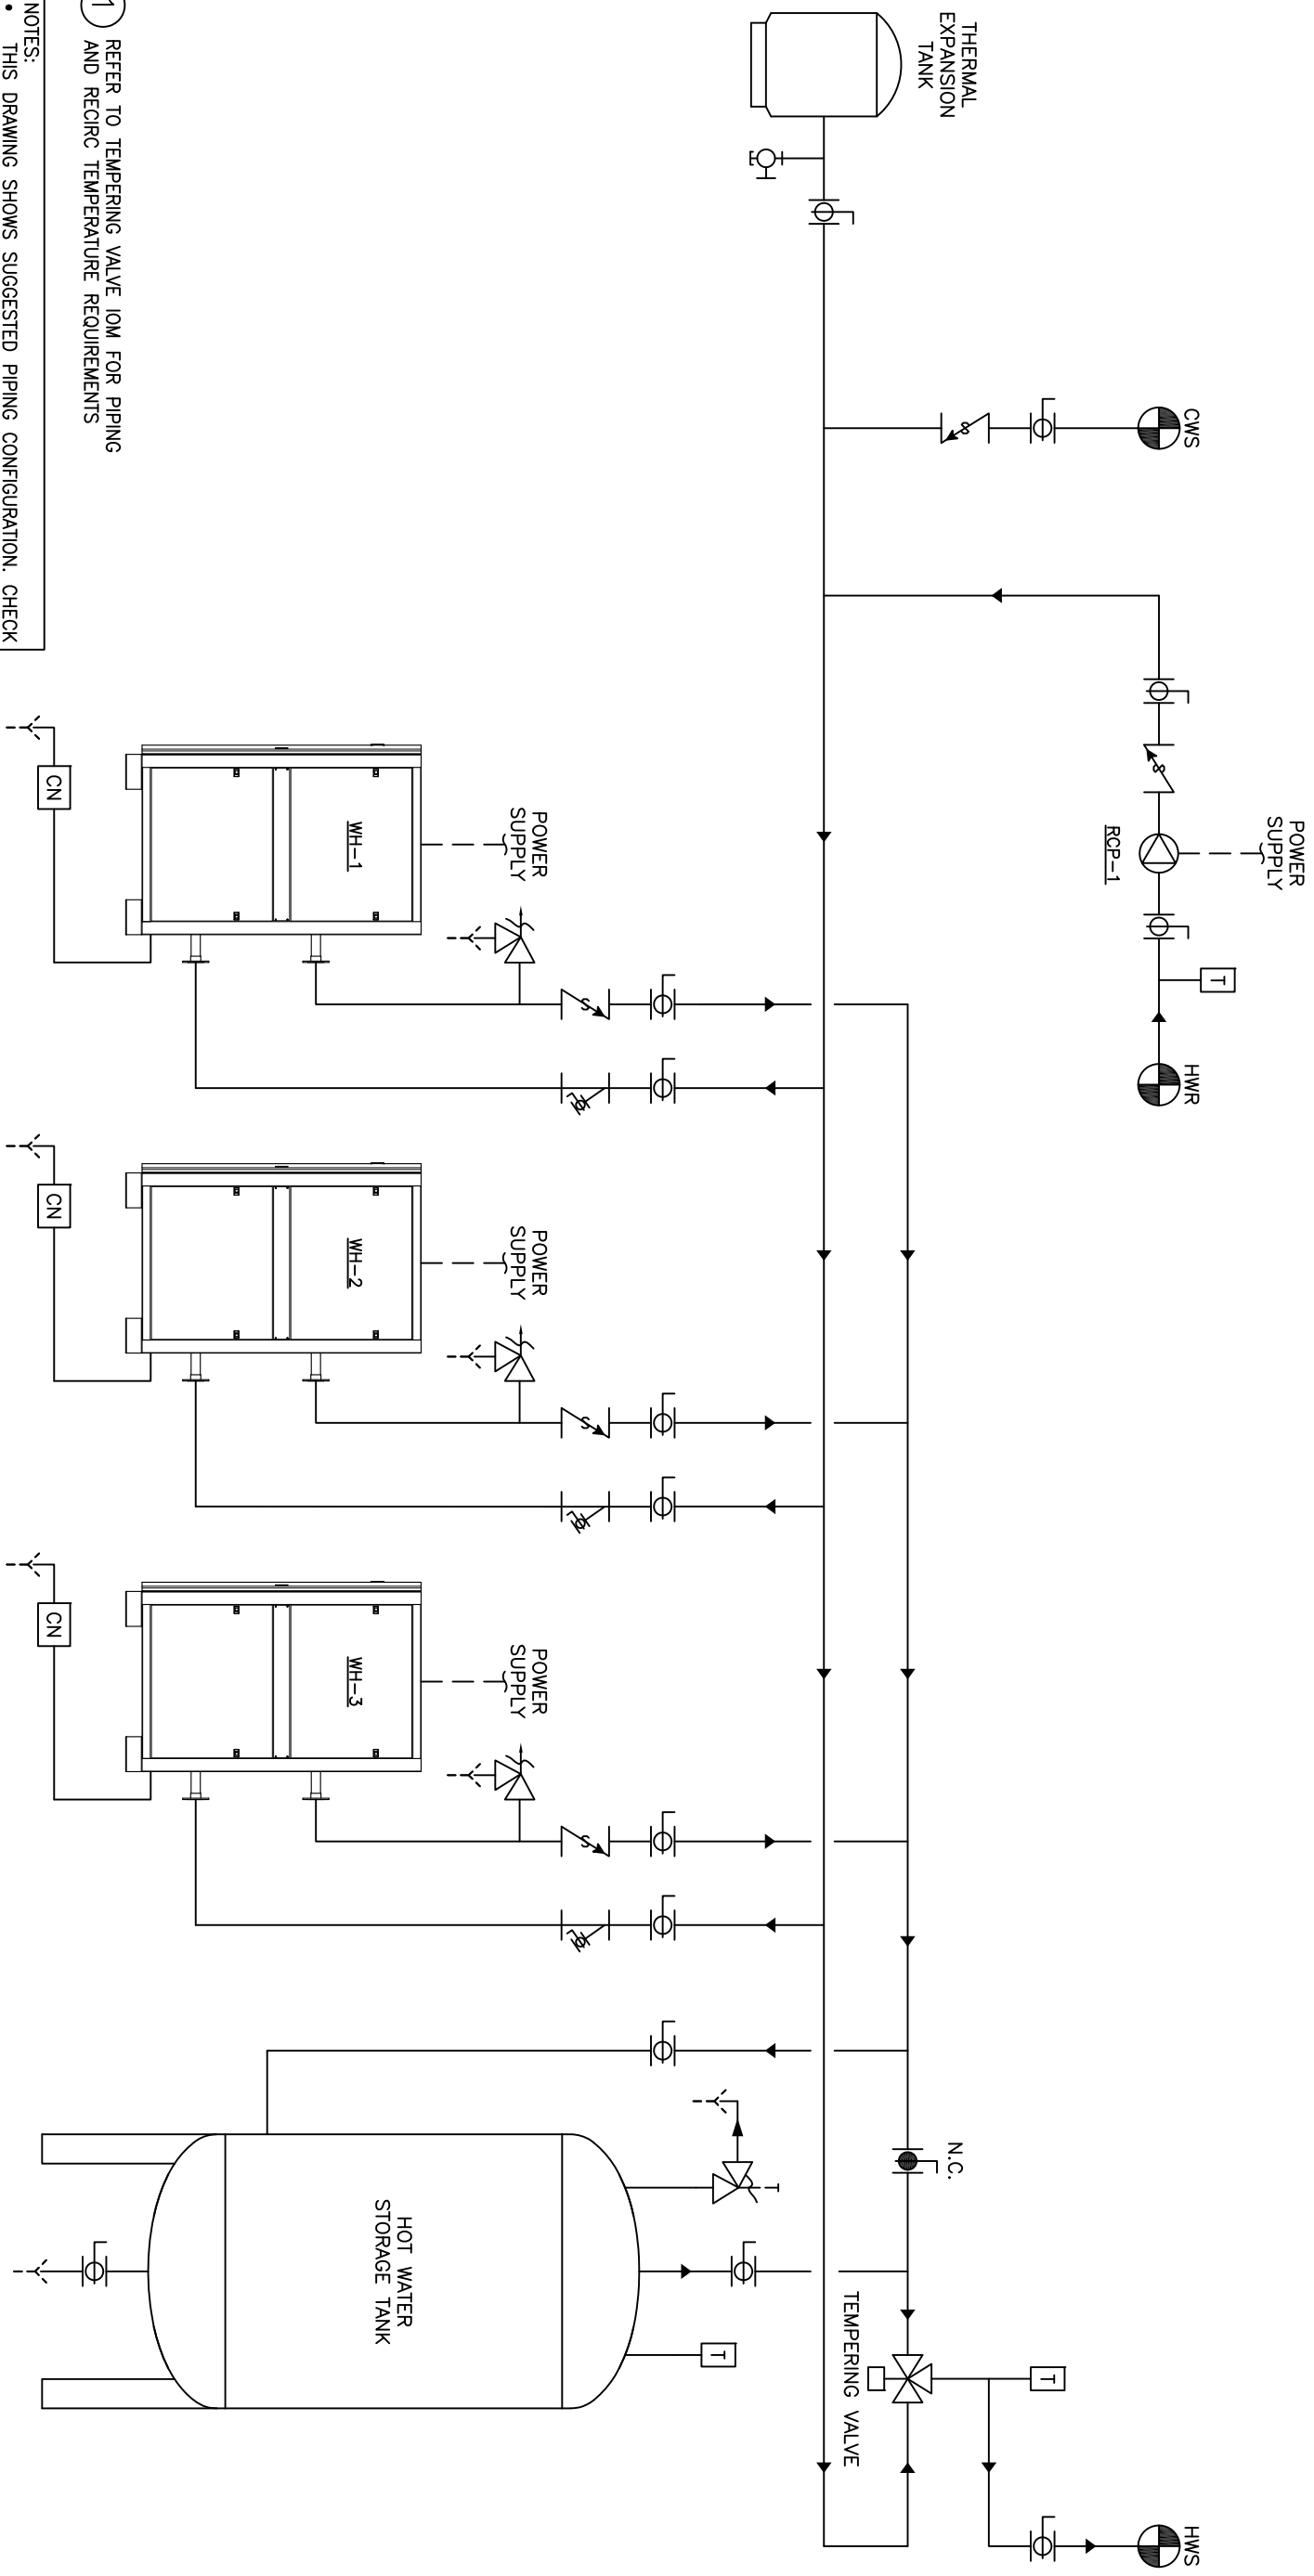 THERMAL
EXPANSION
TANK
CWS
POWER
SUPPLY
RCP-1
T
HWR
POWER
SUPPLY
WH-1
CN
POWER
SUPPLY
WH-2
CN
POWER
SUPPLY
WH-3
CN
S
S
S
N.C.
HOT WATER
STORAGE TANK
T
T
TEMPERING VALVE
T
HWS
1
REFER TO TEMPERING VALVE IOM FOR PIPING
AND RECIRC TEMPERATURE REQUIREMENTS
NOTES:
• THIS DRAWING SHOWS SUGGESTED PIPING CONFIGURATION. CHECK